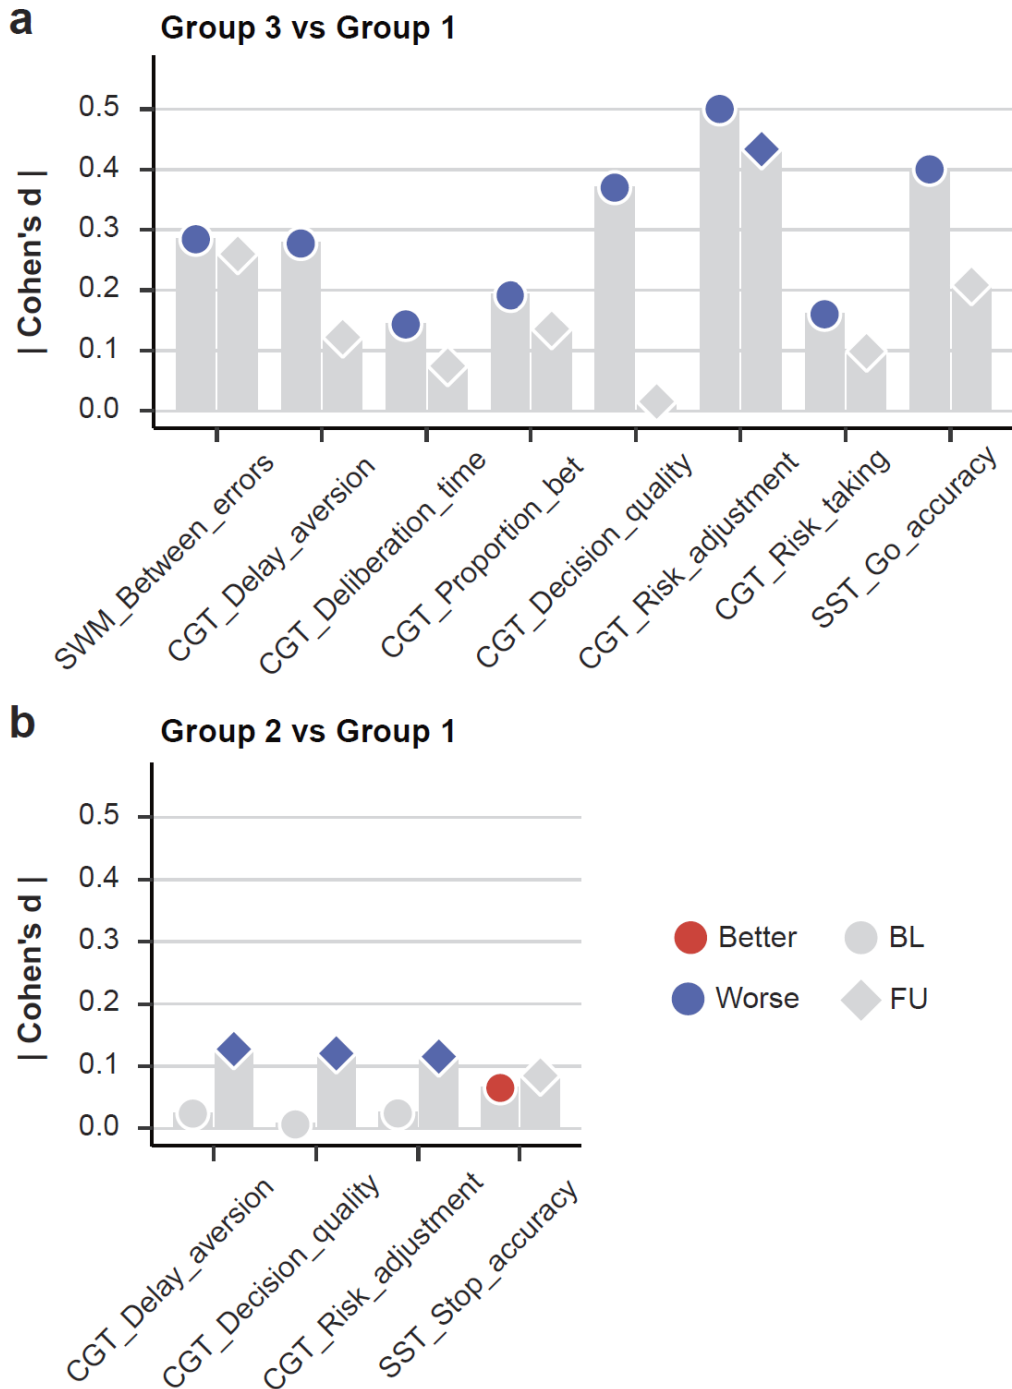 a
Group 3 vs Group 1
| Cohen's d |
0.5
0.4
0.3
0.2
0.1
0.0
SWM_Between_errors
CGT_Delay_aversion
CGT_Deliberation_time
CGT_Proportion_bet
CGT_Decision_quality
CGT_Risk_adjustment
CGT_Risk_taking
SST_Go_accuracy
b
Group 2 vs Group 1
| Cohen's d |
0.5
0.4
0.3
0.2
0.1
0.0
CGT_Delay_aversion
CGT_Decision_quality
CGT_Risk_adjustment
SST_Stop_accuracy
Better
BL
Worse
FU